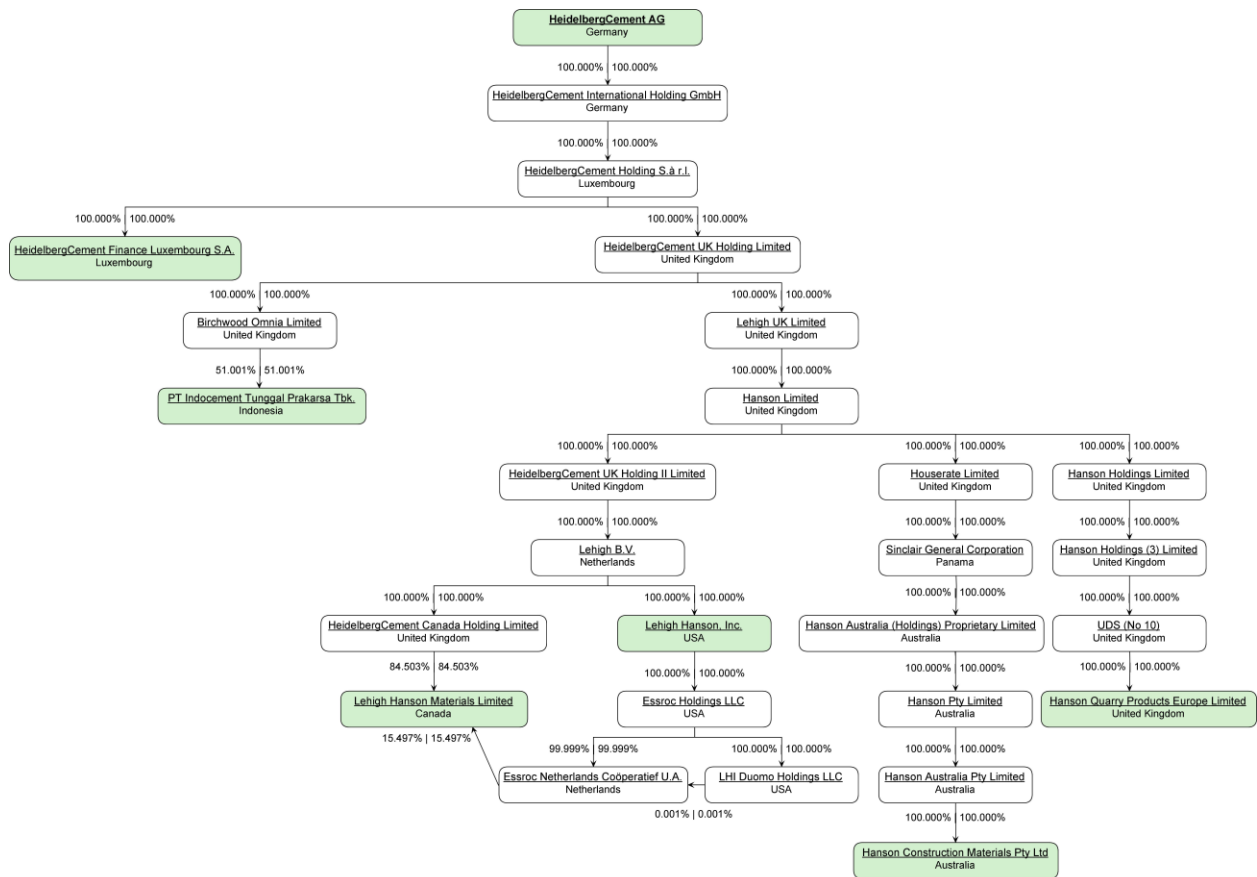 HeidelbergCement AG
Germany
100.000% | 100.000%
HeidelbergCement International Holding GmbH
Germany
100.000% | 100.000%
HeidelbergCement Holding S.à r.l.
Luxembourg
100.000% | 100.000%
100.000% | 100.000%
HeidelbergCement Finance Luxembourg S.A.
Luxembourg
HeidelbergCement UK Holding Limited
United Kingdom
100.000% | 100.000%
100.000% | 100.000%
Birchwood Omnia Limited
United Kingdom
Lehigh UK Limited
United Kingdom
51.001% | 51.001%
100.000% | 100.000%
PT Indocement Tunggal Prakarsa Tbk.
Indonesia
Hanson Limited
United Kingdom
100.000% | 100.000%
100.000% | 100.000%
100.000% | 100.000%
HeidelbergCement UK Holding II Limited
United Kingdom
Houserate Limited
United Kingdom
Hanson Holdings Limited
United Kingdom
100.000% | 100.000%
100.000% | 100.000%
100.000% | 100.000%
Lehigh B.V.
Netherlands
Sinclair General Corporation
Panama
Hanson Holdings (3) Limited
United Kingdom
100.000% | 100.000%
100.000% | 100.000%
100.000% | 100.000%
100.000% | 100.000%
HeidelbergCement Canada Holding Limited
United Kingdom
Lehigh Hanson, Inc.
USA
Hanson Australia (Holdings) Proprietary Limited
Australia
UDS (No 10)
United Kingdom
84.503% | 84.503%
100.000% | 100.000%
100.000% | 100.000%
100.000% | 100.000%
Lehigh Hanson Materials Limited
Canada
Essroc Holdings LLC
USA
Hanson Pty Limited
Australia
Hanson Quarry Products Europe Limited
United Kingdom
15.497% | 15.497%
99.999% | 99.999%
100.000% | 100.000%
100.000% | 100.000%
Essroc Netherlands Coöperatief U.A.
Netherlands
LHI Duomo Holdings LLC
USA
Hanson Australia Pty Limited
Australia
0.001% | 0.001%
100.000% | 100.000%
Hanson Construction Materials Pty Ltd
Australia